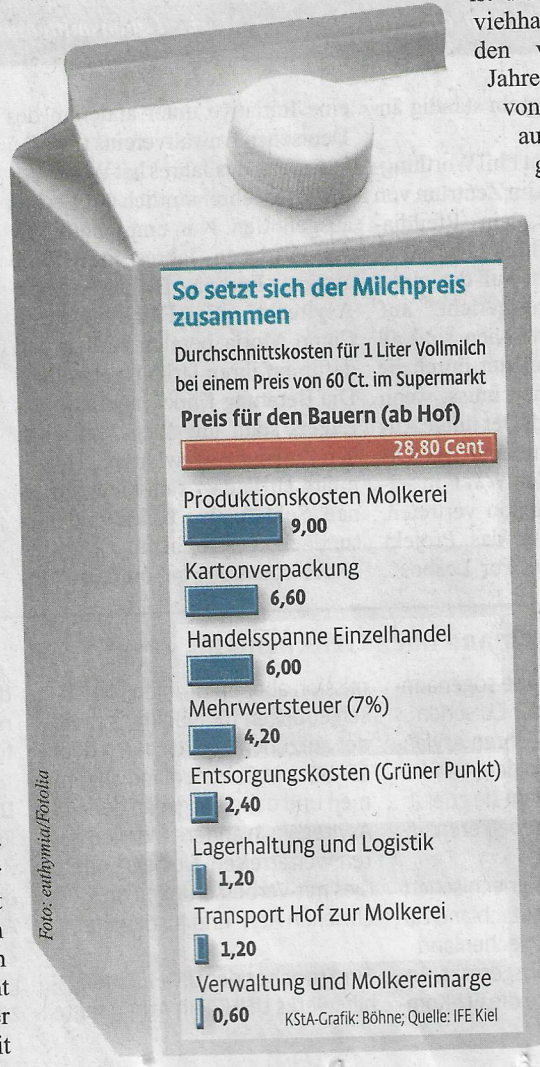 viehha
den v
Jahre
von
au
g
So setzt sich der Milchpreis
zusammen
Durchschnittskosten für 1 Liter Vollmilch
bei einem Preis von 60 Ct. im Supermarkt
Preis für den Bauern (ab Hof)
28,80 Cent
Produktionskosten Molkerei
9,00
Kartonverpackung
6,60
Handelsspanne Einzelhandel
6,00
Mehrwertsteuer (7%)
4,20
Entsorgungskosten (Grüner Punkt)
2,40
Lagerhaltung und Logistik
1,20
Transport Hof zur Molkerei
1,20
Verwaltung und Molkereimarge
0,60
KStA-Grafik: Böhne; Quelle: IFE Kiel
Foto: euthymia/Fotolia